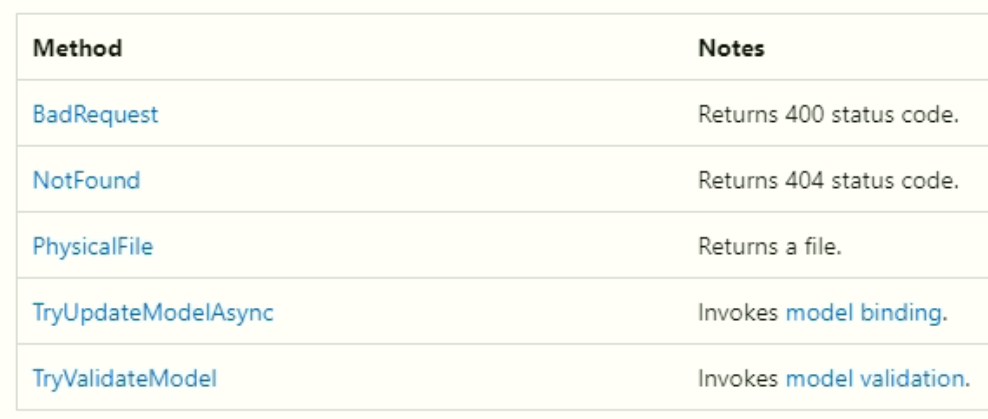 Method Notes
BadRequest Returns 400 status code.
NotFound Returns 404 status code.
PhysicalFile Returns a file.
TryUpdateModelAsync Invokes model binding.
TryValidateModel Invokes model validation.